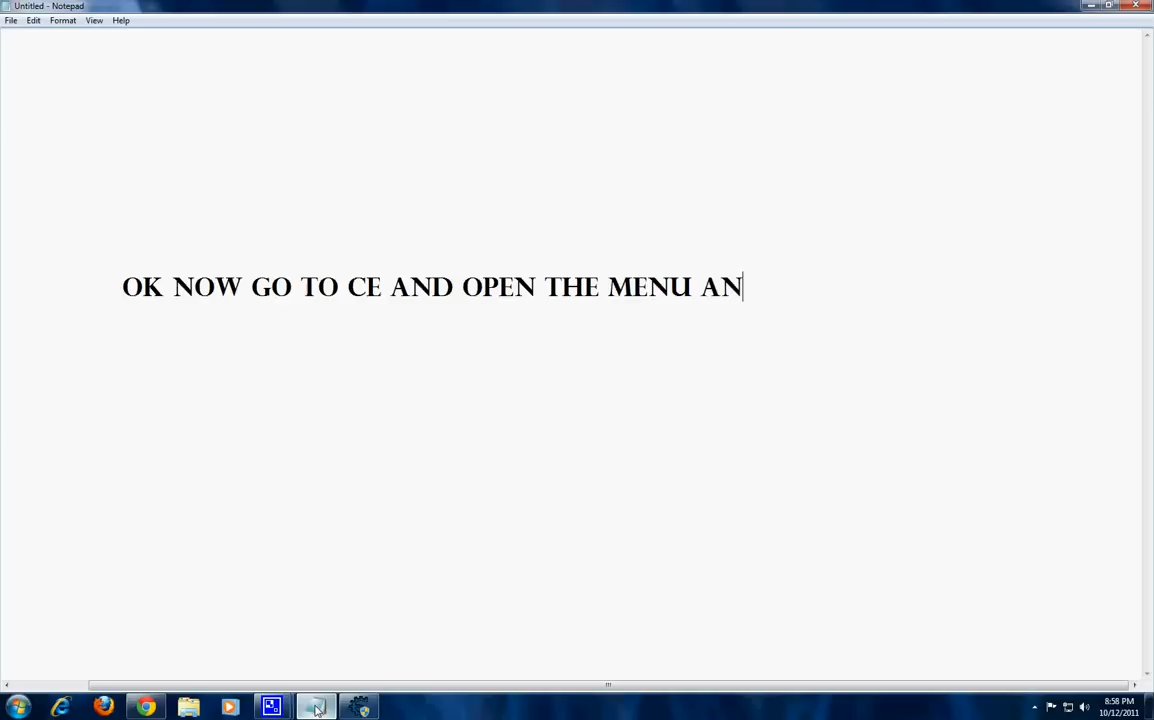 Untitled - Notepad
File Edit Format View Help
OK NOW GO TO CE AND OPEN THE MENU AN
8:58 PM
10/12/2011